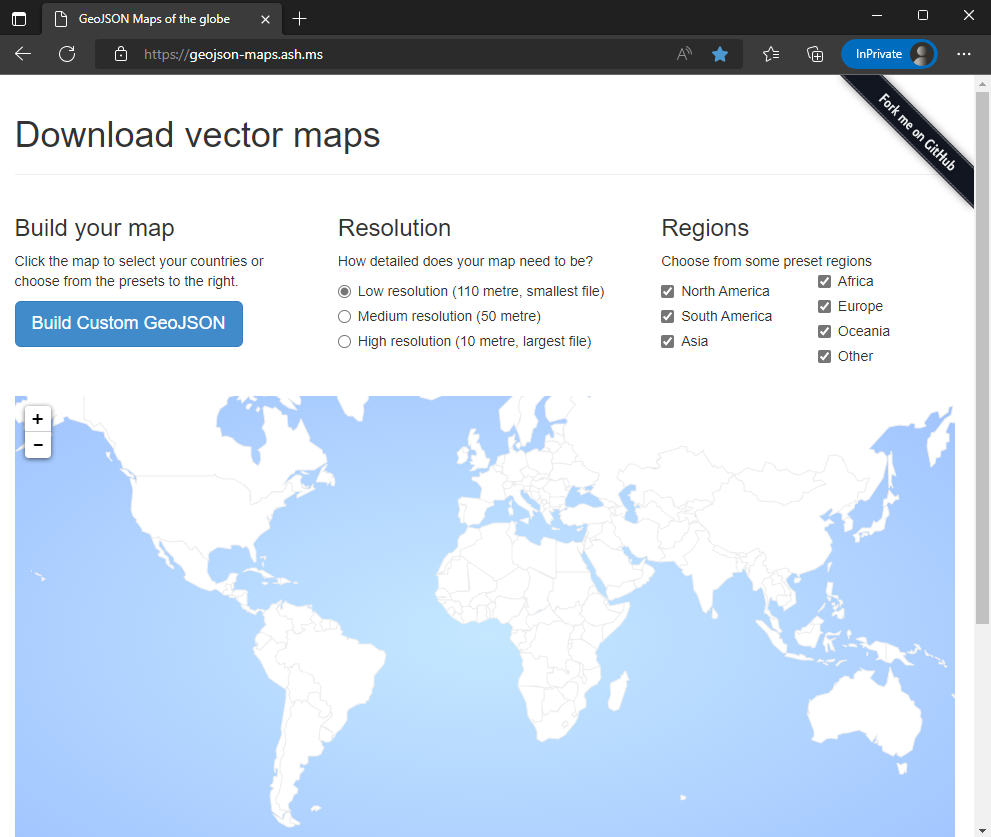 GeoJSON Maps of the globe
https://geojson-maps.ash.ms
InPrivate
Fork me on GitHub
Download vector maps
Build your map
Click the map to select your countries or
choose from the presets to the right.
Build Custom GeoJSON
Resolution
How detailed does your map need to be?
Low resolution (110 metre, smallest file)
Medium resolution (50 metre)
High resolution (10 metre, largest file)
Regions
Choose from some preset regions
North America
South America
Asia
Africa
Europe
Oceania
Other
+
−